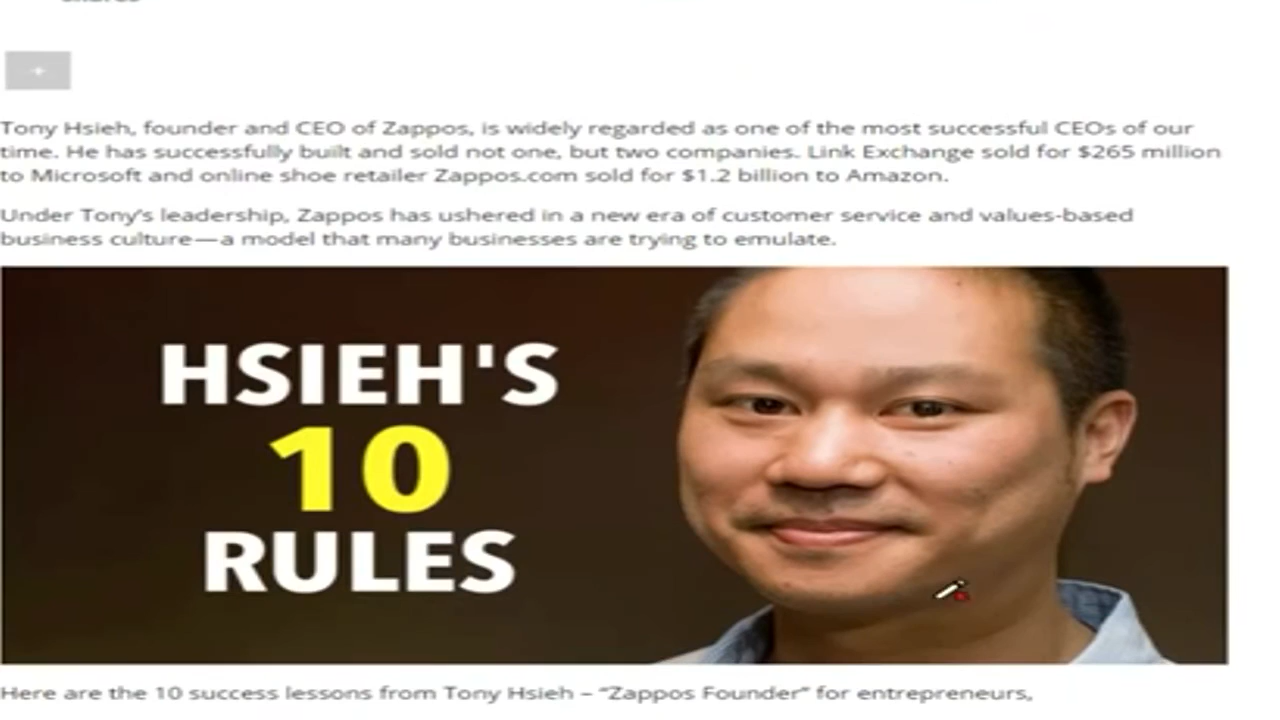 +
Tony Hsieh, founder and CEO of Zappos, is widely regarded as one of the most successful CEOs of our
time. He has successfully built and sold not one, but two companies. Link Exchange sold for $265 million
to Microsoft and online shoe retailer Zappos.com sold for $1.2 billion to Amazon.
Under Tony's leadership, Zappos has ushered in a new era of customer service and values-based
business culture—a model that many businesses are trying to emulate.
HSIEH'S
10
RULES
Here are the 10 success lessons from Tony Hsieh – “Zappos Founder” for entrepreneurs,